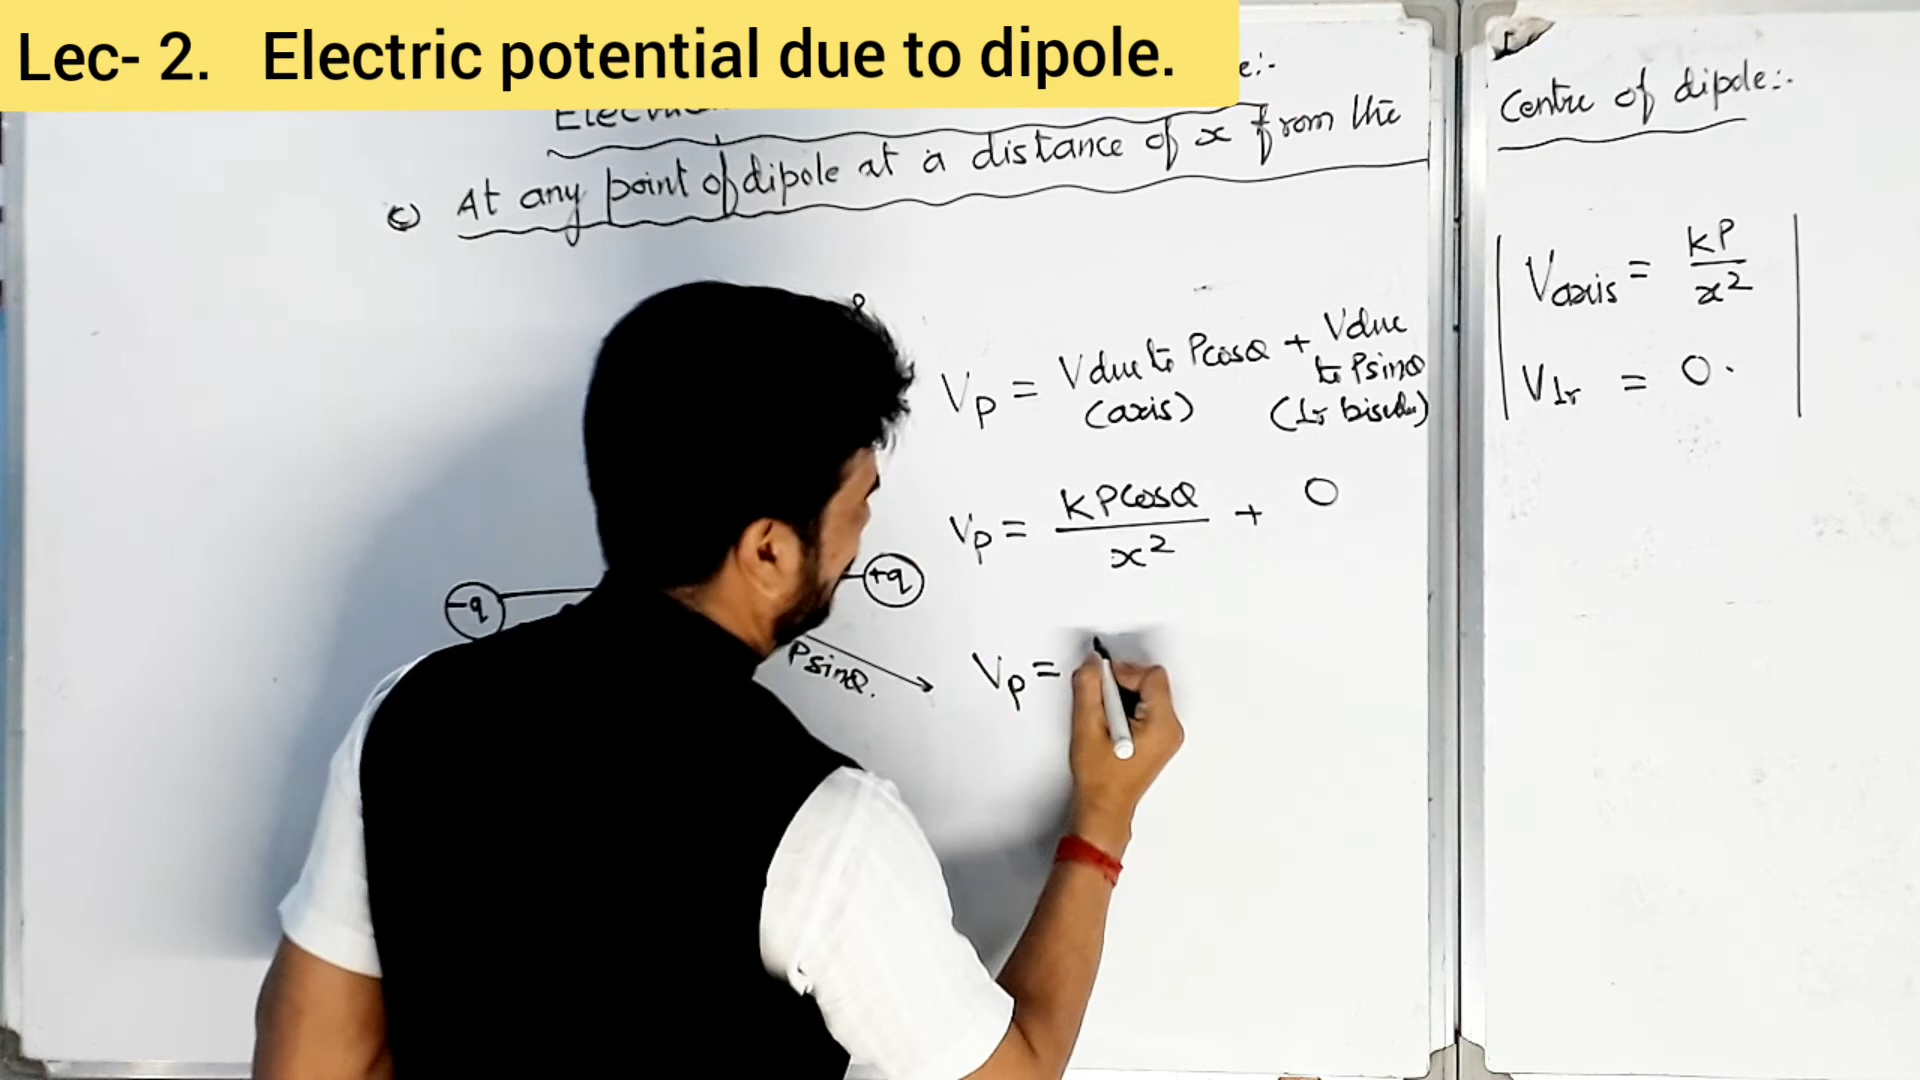 Lec- 2. Electric potential due to dipole.
e:-
c) At any point of dipole at a distance of x from the
Centre of dipole:-
V axis = kP / x²
V ⊥r = 0.
P
Vp = V due to Pcosθ (axis) + V due to Psinθ (⊥r bisector)
Vp = kPcosθ / x² + 0
-q
+q
Psinθ.
Vp =